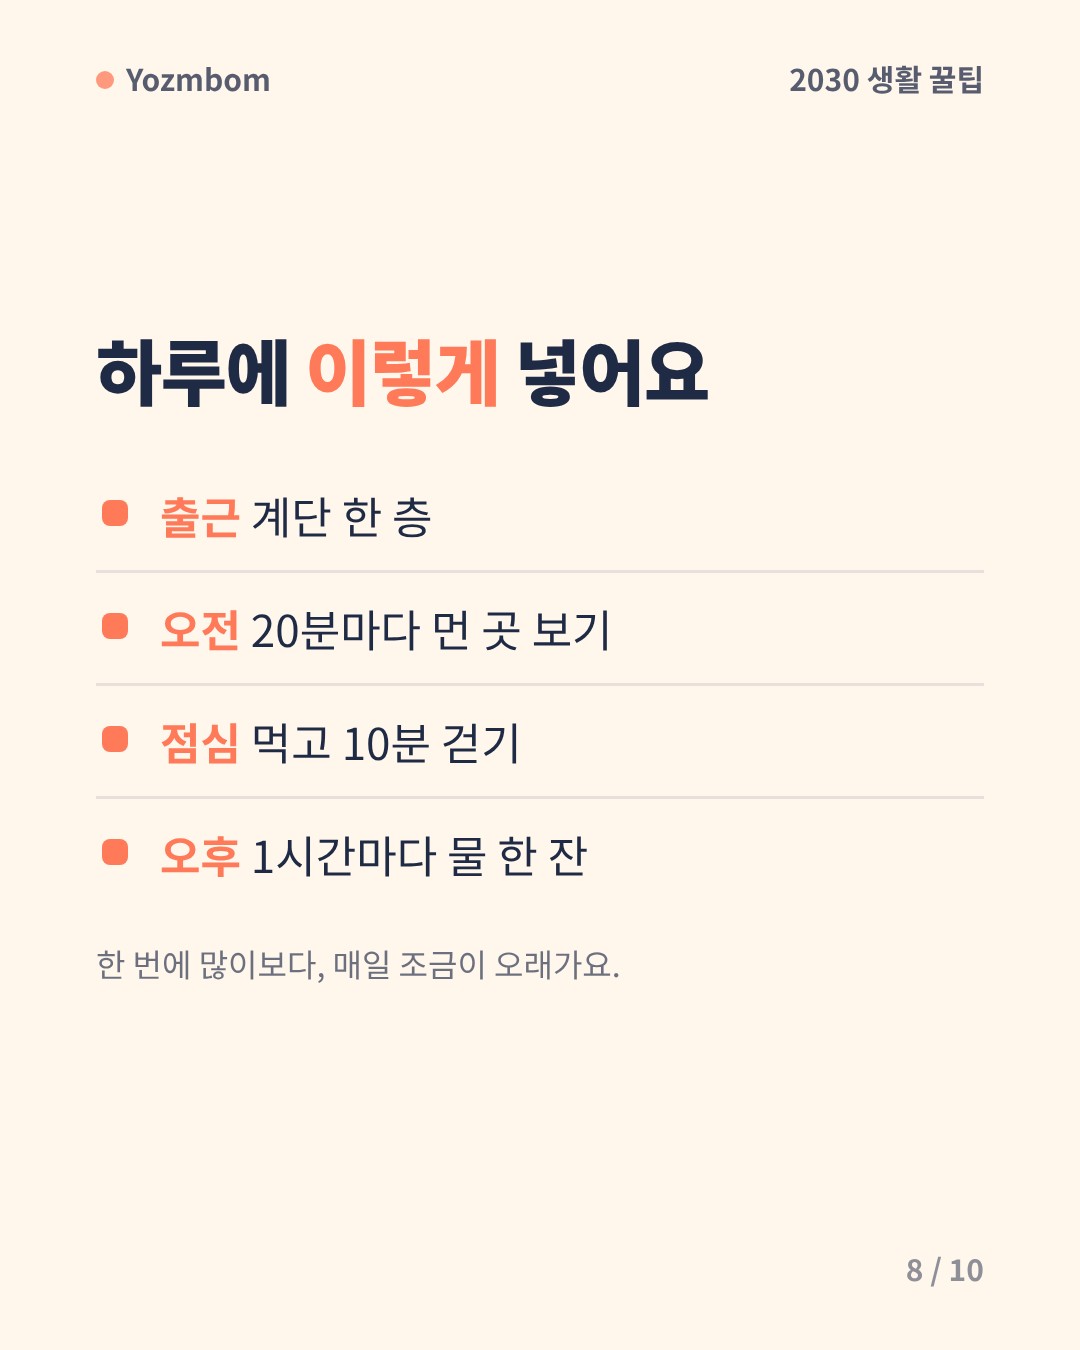 Yozmbom
2030 생활 꿀팁
하루에 이렇게 넣어요
출근 계단 한 층
오전 20분마다 먼 곳 보기
점심 먹고 10분 걷기
오후 1시간마다 물 한 잔
한 번에 많이보다, 매일 조금이 오래가요.
8 / 10